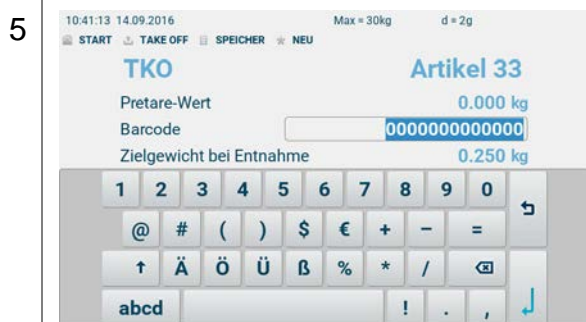 5
10:41:13 14.09.2016 Max = 30kg d = 2g
START TAKE OFF SPEICHER NEU
TKO Artikel 33
Pretare-Wert 0.000 kg
Barcode 0000000000000
Zielgewicht bei Entnahme 0.250 kg
1 2 3 4 5 6 7 8 9 0
@ # ( ) $ € + - =
Ä Ö Ü ß % * /
abcd ! . ,